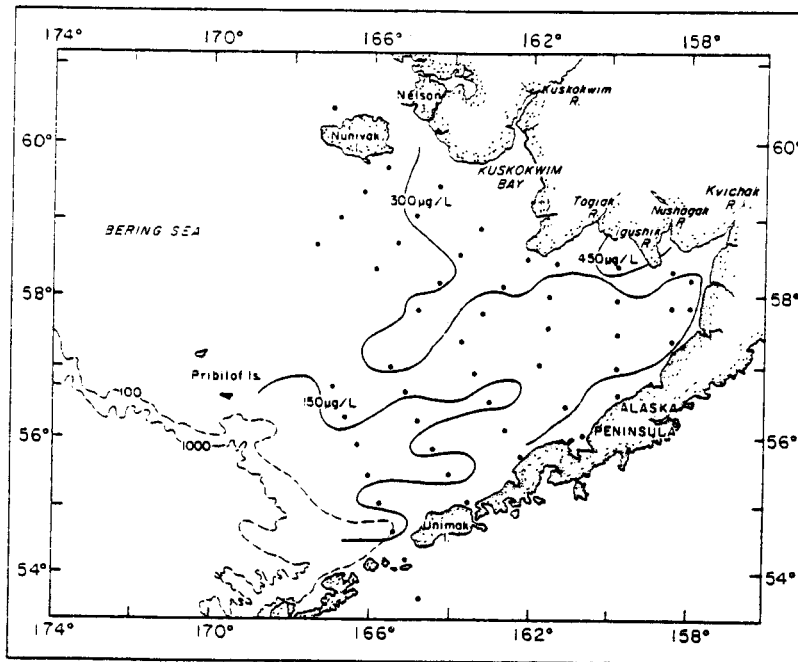 174° 170° 166° 162° 158°
Nelson
I.
Kuskokwim
R.
60° Nunivak 60°
KUSKOKWIM
BAY
Kvichak
R.
300µg/L
Togiak
R.
Nushagak
R.
BERING SEA
gushik
R.
450µg/L
58° 58°
Pribilof Is.
100
150µg/L
ALASKA
PENINSULA
56° 56°
1000
Unimak
54° 54°
174° 170° 166° 162° 158°